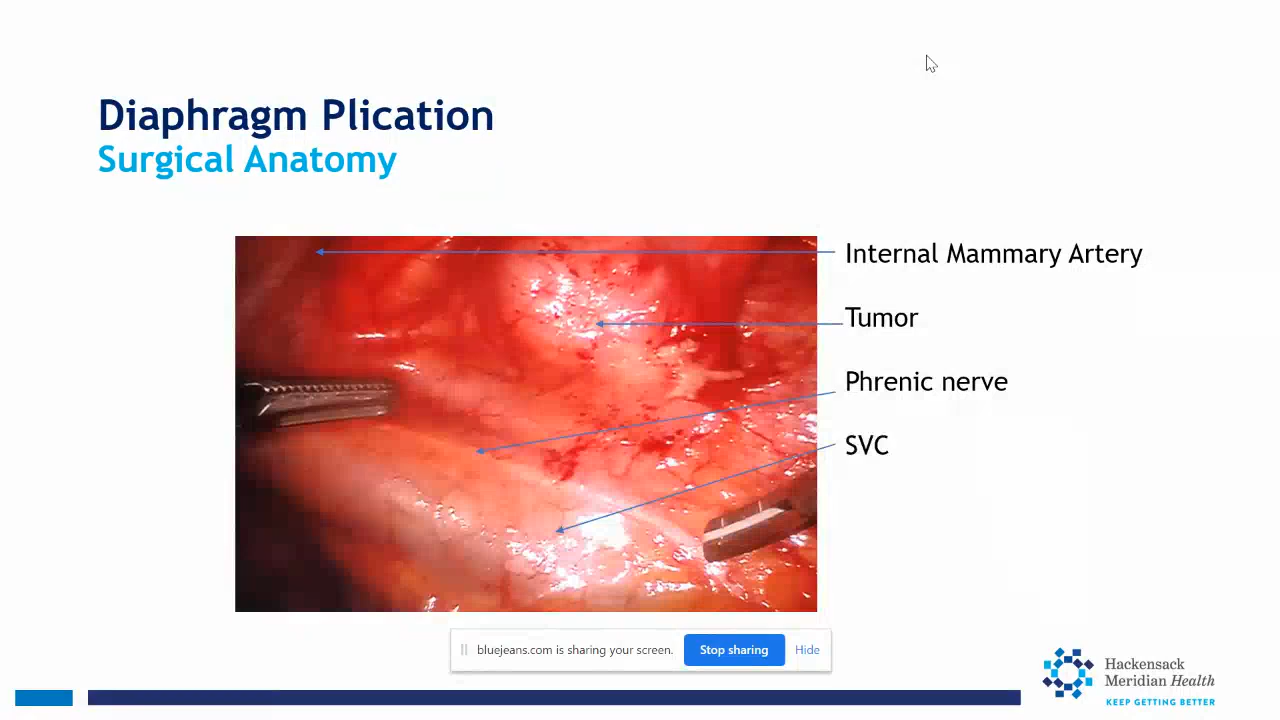 Diaphragm Plication
Surgical Anatomy
Internal Mammary Artery
Tumor
Phrenic nerve
SVC
bluejeans.com is sharing your screen.
Stop sharing
Hide
Hackensack
Meridian Health
KEEP GETTING BETTER